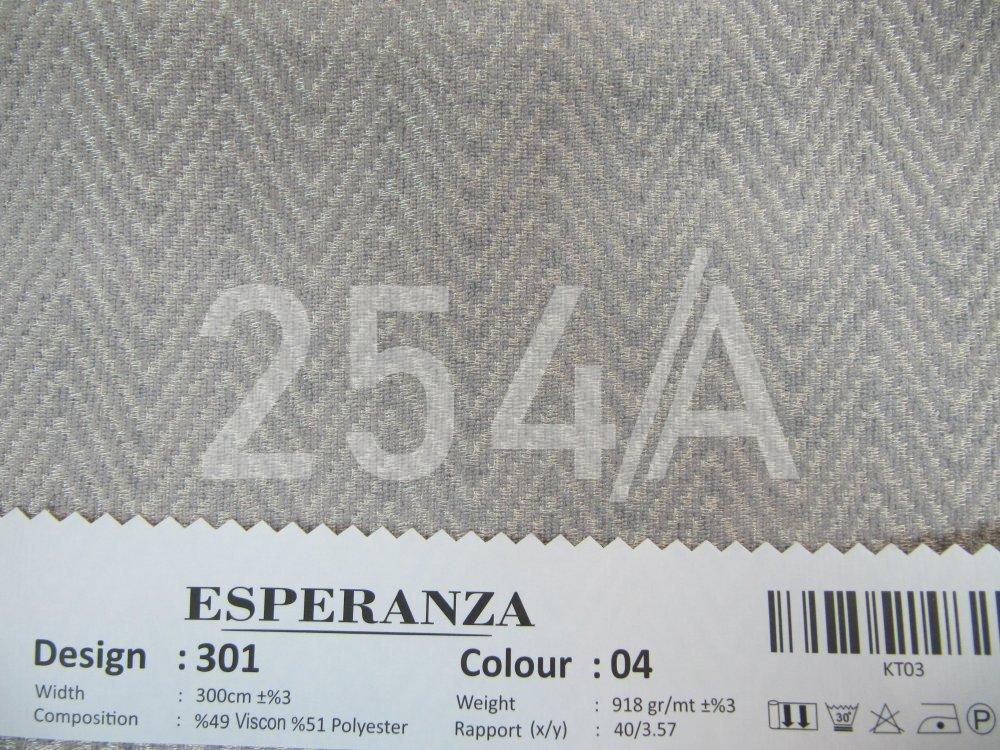 254/A
ESPERANZA
Design : 301
Colour : 04
Width : 300cm ±%3
Weight : 918 gr/mt ±%3
Composition : %49 Viscon %51 Polyester
Rapport (x/y) : 40/3.57
KT03
30°
P